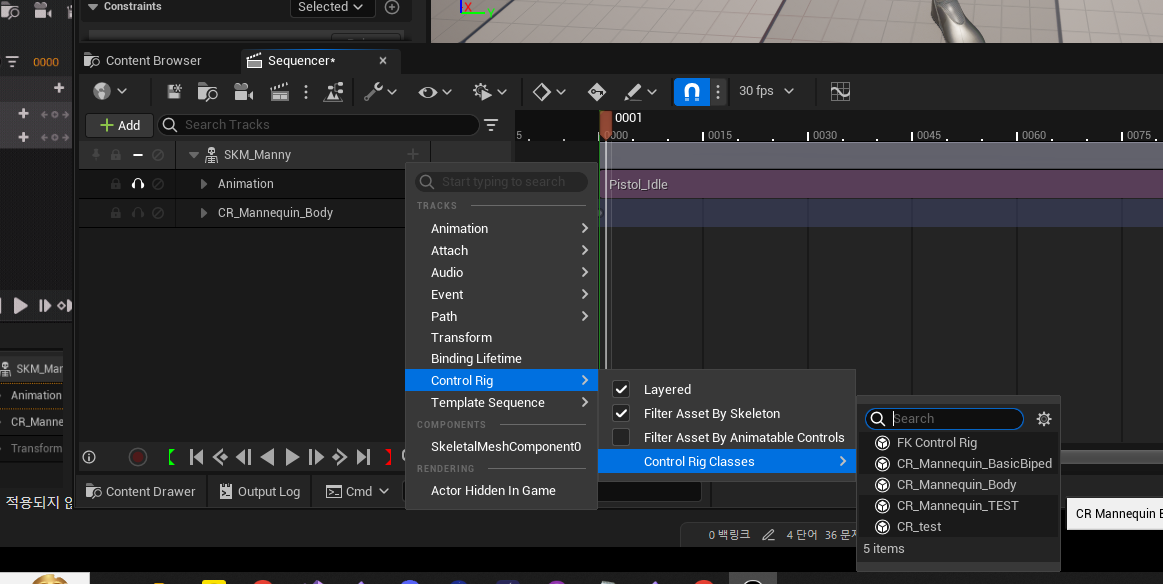 Constraints
Selected
X
0000
Content Browser
Sequencer*
30 fps
Add
Search Tracks
0001
5
0000
0015
0030
0045
0060
0075
SKM_Manny
Animation
CR_Mannequin_Body
Pistol_Idle
Start typing to search
TRACKS
Animation
Attach
Audio
Event
Path
Transform
Binding Lifetime
Control Rig
Template Sequence
COMPONENTS
SkeletalMeshComponent0
RENDERING
Actor Hidden In Game
Layered
Filter Asset By Skeleton
Filter Asset By Animatable Controls
Control Rig Classes
Search
FK Control Rig
CR_Mannequin_BasicBiped
CR_Mannequin_Body
CR_Mannequin_TEST
CR_test
5 items
CR Mannequin
SKM_Mar
Animation
CR_Manne
Transform
적용되지
Content Drawer
Output Log
Cmd
0 백링크
4 단어
36 문자